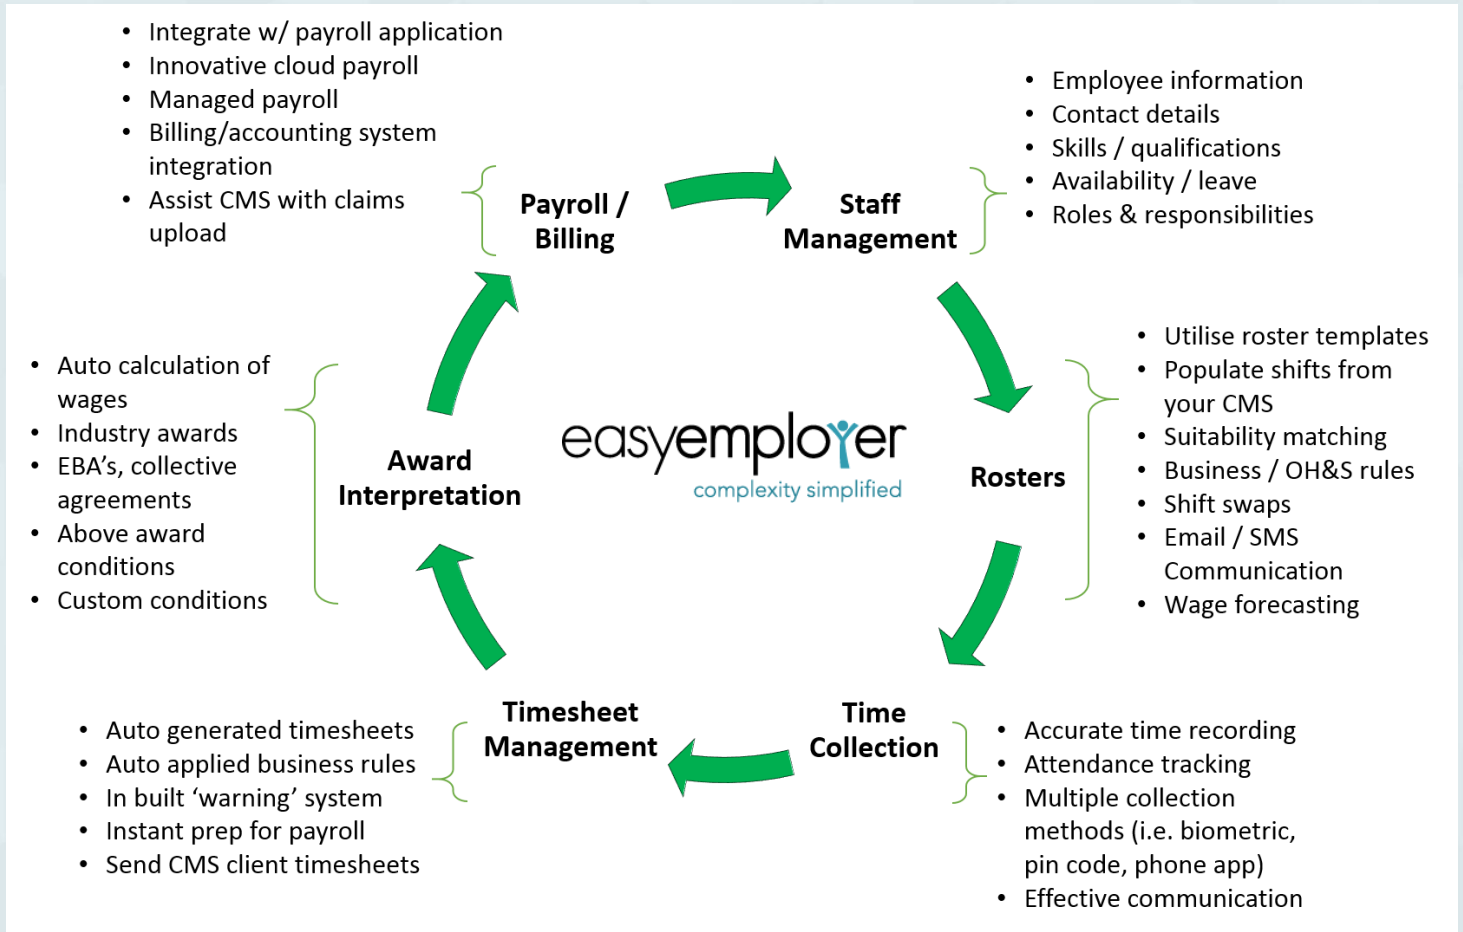 • Integrate w/ payroll application
• Innovative cloud payroll
• Managed payroll
• Billing/accounting system
integration
• Assist CMS with claims
upload
Payroll /
Billing
Staff
Management
• Employee information
• Contact details
• Skills / qualifications
• Availability / leave
• Roles & responsibilities
Rosters
• Utilise roster templates
• Populate shifts from
your CMS
• Suitability matching
• Business / OH&S rules
• Shift swaps
• Email / SMS
Communication
• Wage forecasting
Time
Collection
• Accurate time recording
• Attendance tracking
• Multiple collection
methods (i.e. biometric,
pin code, phone app)
• Effective communication
Timesheet
Management
• Auto generated timesheets
• Auto applied business rules
• In built ‘warning’ system
• Instant prep for payroll
• Send CMS client timesheets
Award
Interpretation
• Auto calculation of
wages
• Industry awards
• EBA’s, collective
agreements
• Above award
conditions
• Custom conditions
easyemployer
complexity simplified